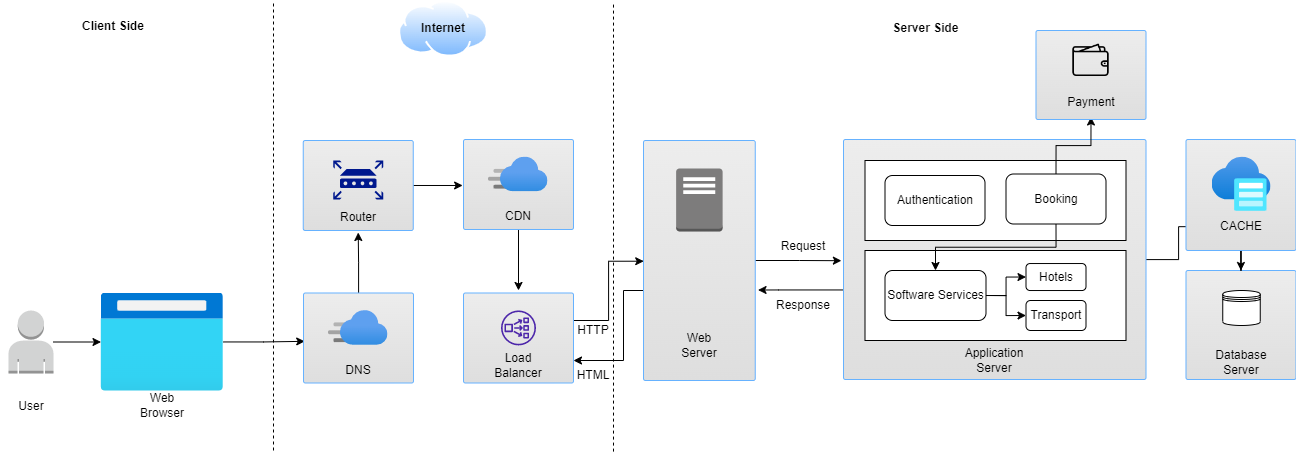 Client Side
Internet
Server Side
Payment
Router
CDN
Authentication
Booking
CACHE
Request
Software Services
Hotels
Response
Transport
HTTP
Web
Server
DNS
Load
Balancer
HTML
Application
Server
Database
Server
User
Web
Browser